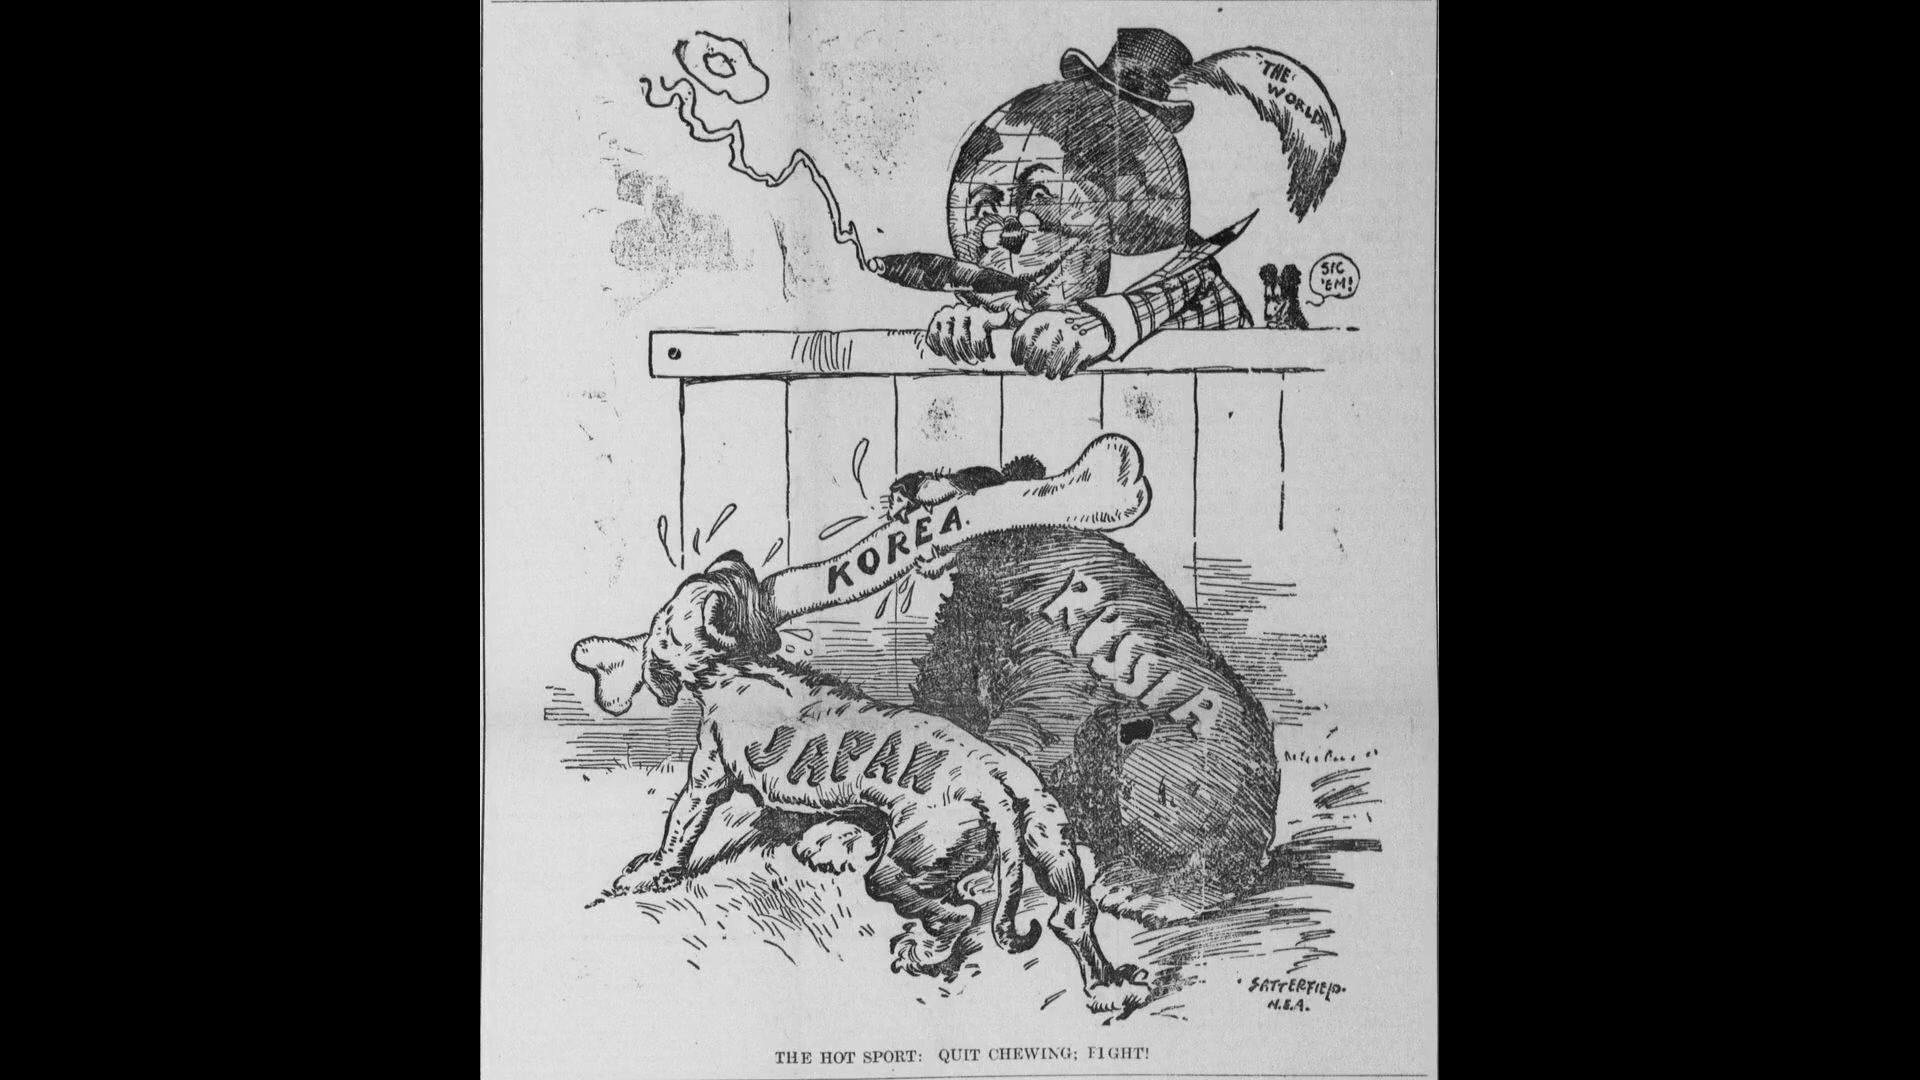 THE
WORLD
SIC
'EM!
KOREA.
RUSSIA
JAPAN
SATTERFIELD.
N.E.A.
THE HOT SPORT: QUIT CHEWING; FIGHT!